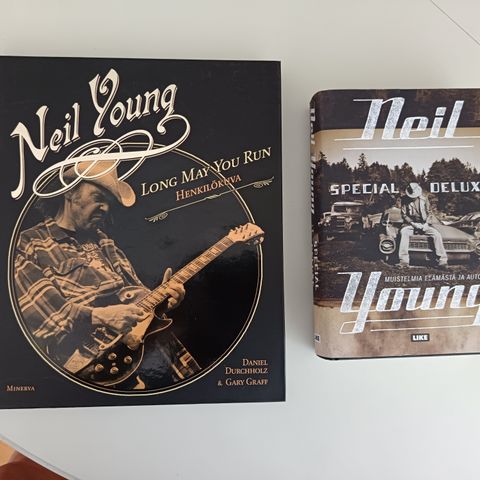 Neil Young
LONG MAY YOU RUN
HENKILÖKUVA
DANIEL
DURCHHOLZ
& GARY GRAFF
MINERVA
Neil
SPECIAL DELUX
MUISTELMIA ELÄMÄSTÄ JA AUTO
Young
LIKE